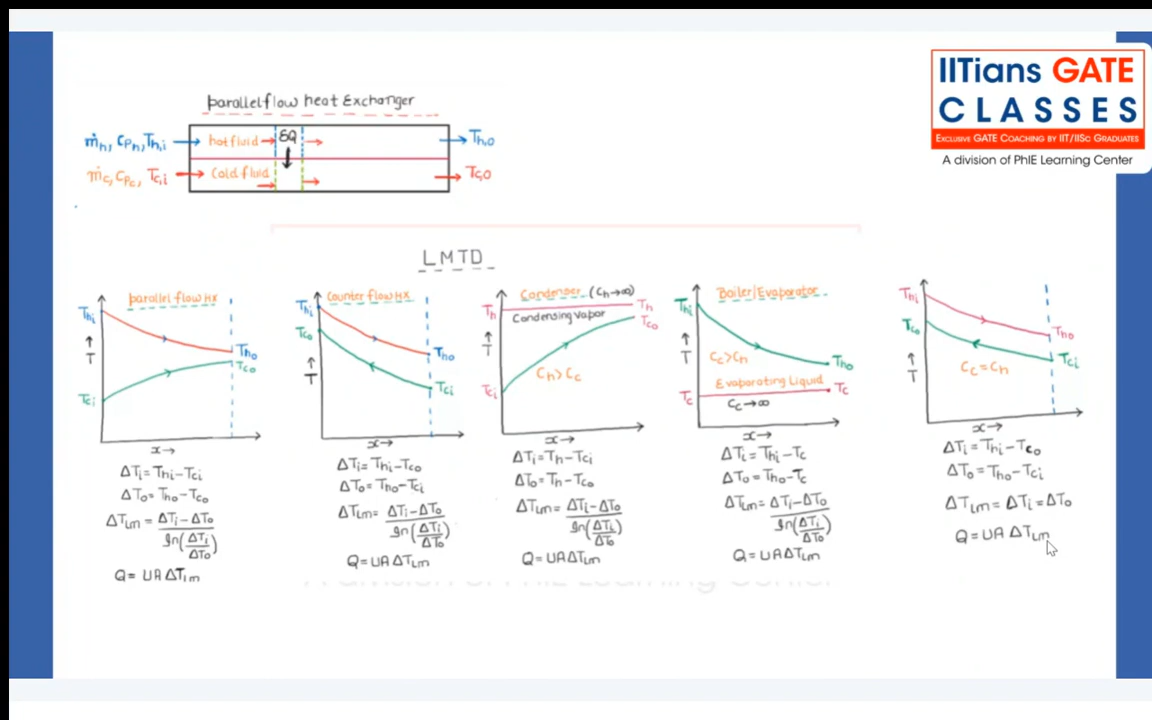 IITians GATE
CLASSES
EXCLUSIVE GATE COACHING BY IIT/IISc GRADUATES
A division of PhIE Learning Center
parallel flow heat Exchanger
ṁh, Cph, Th,i
hot fluid
δQ
Th,o
ṁc, Cpc, Tc,i
Cold fluid
Tc,o
LMTD
parallel flow HX
Thi
T
Tho
Tco
Tci
x→
ΔTi = Thi-Tci
ΔTo = Tho-Tco
ΔTlm = ΔTi-ΔTo
ln(ΔTi
ΔTo)
Q = UA ΔTlm
Counter flow HX
Thi
Tco
T
Tho
Tci
x→
ΔTi = Thi-Tco
ΔTo = Tho-Tci
ΔTlm = ΔTi-ΔTo
ln(ΔTi
ΔTo)
Q = UA ΔTLm
Condenser (Ch→∞)
Th
Th
Condensing vapor
Tco
T
Ch > Cc
Tci
x→
ΔTi = Th-Tci
ΔTo = Th-Tco
ΔTlm = ΔTi-ΔTo
ln(ΔTi
ΔTo)
Q = UA ΔTLm
Boiler/Evaporator
Thi
T
Cc > Ch
Tho
Evaporating Liquid
Tc
Tc
Cc→∞
x→
ΔTi = Thi-Tc
ΔTo = Tho-Tc
ΔTlm = ΔTi-ΔTo
ln(ΔTi
ΔTo)
Q = UA ΔTLm
Thi
Tco
Tho
T
Cc = Ch
Tci
x→
ΔTi = Thi-Tco
ΔTo = Tho-Tci
ΔTLm = ΔTi = ΔTo
Q = UA ΔTLm